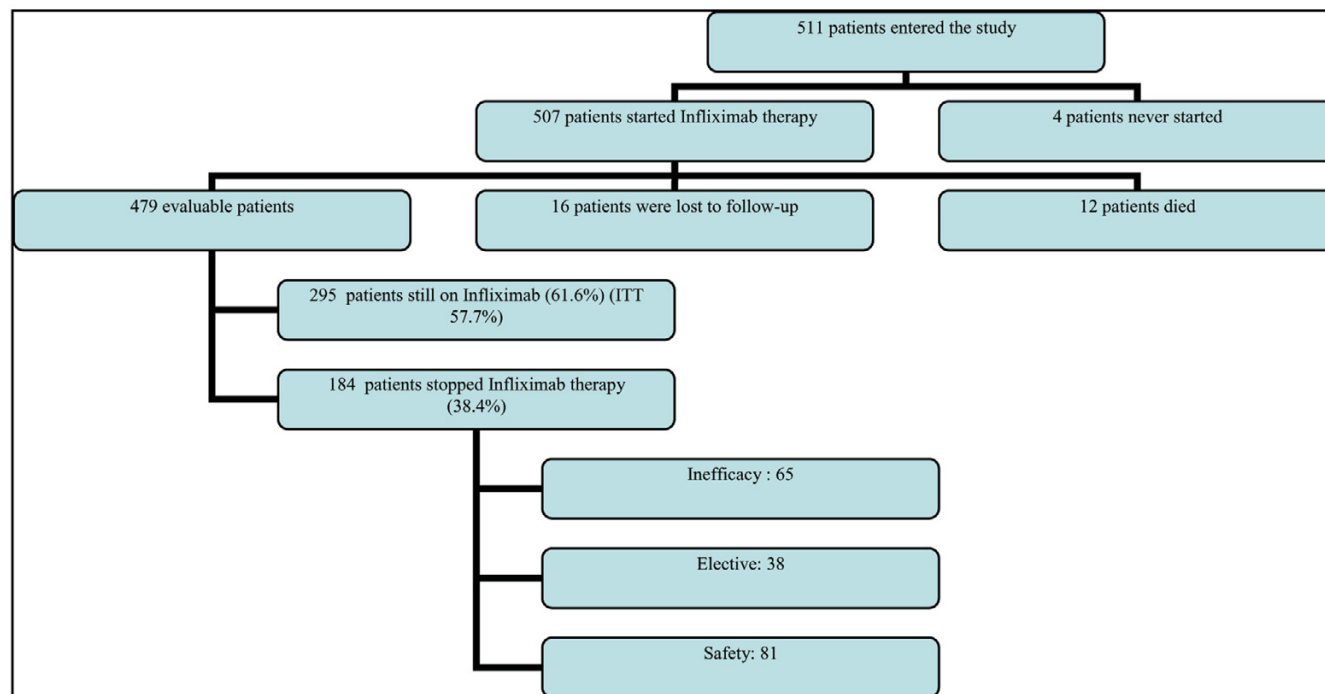 511 patients entered the study
507 patients started Infliximab therapy
4 patients never started
479 evaluable patients
16 patients were lost to follow-up
12 patients died
295 patients still on Infliximab (61.6%) (ITT
57.7%)
184 patients stopped Infliximab therapy
(38.4%)
Inefficacy : 65
Elective: 38
Safety: 81